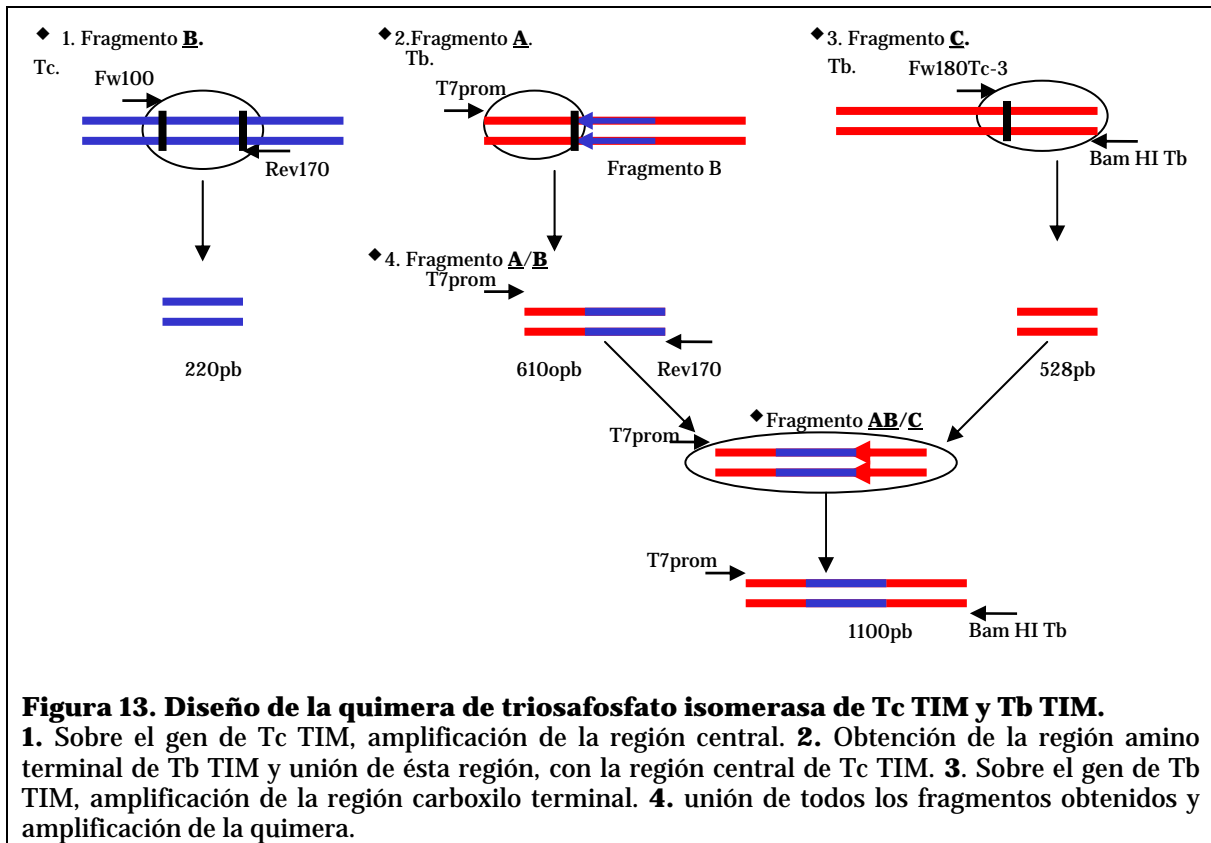 ◆ 1. Fragmento B.
Tc.
Fw100
Rev170
220pb
◆ 2.Fragmento A.
Tb.
T7prom
Fragmento B
◆ 4. Fragmento A/B
T7prom
610opb
Rev170
◆ 3. Fragmento C.
Tb.
Fw180Tc-3
Bam HI Tb
528pb
◆ Fragmento AB/C
T7prom
T7prom
1100pb
Bam HI Tb
Figura 13. Diseño de la quimera de triosafosfato isomerasa de Tc TIM y Tb TIM.
1. Sobre el gen de Tc TIM, amplificación de la región central. 2. Obtención de la región amino
terminal de Tb TIM y unión de ésta región, con la región central de Tc TIM. 3. Sobre el gen de Tb
TIM, amplificación de la región carboxilo terminal. 4. unión de todos los fragmentos obtenidos y
amplificación de la quimera.